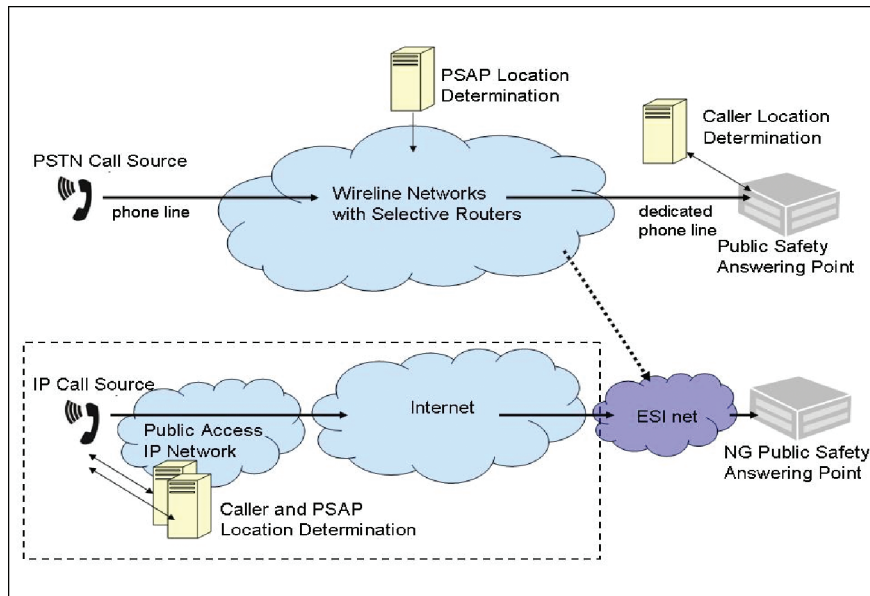 PSAP Location
Determination
Caller Location
Determination
PSTN Call Source
phone line
Wireline Networks
with Selective Routers
dedicated
phone line
Public Safety
Answering Point
IP Call Source
Public Access
IP Network
Internet
ESI net
NG Public Safety
Answering Point
Caller and PSAP
Location Determination